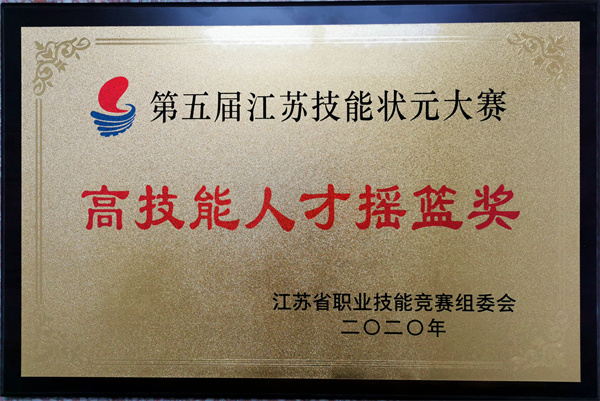 第五届江苏技能状元大赛
高技能人才摇篮奖
江苏省职业技能竞赛组委会
二〇二〇年